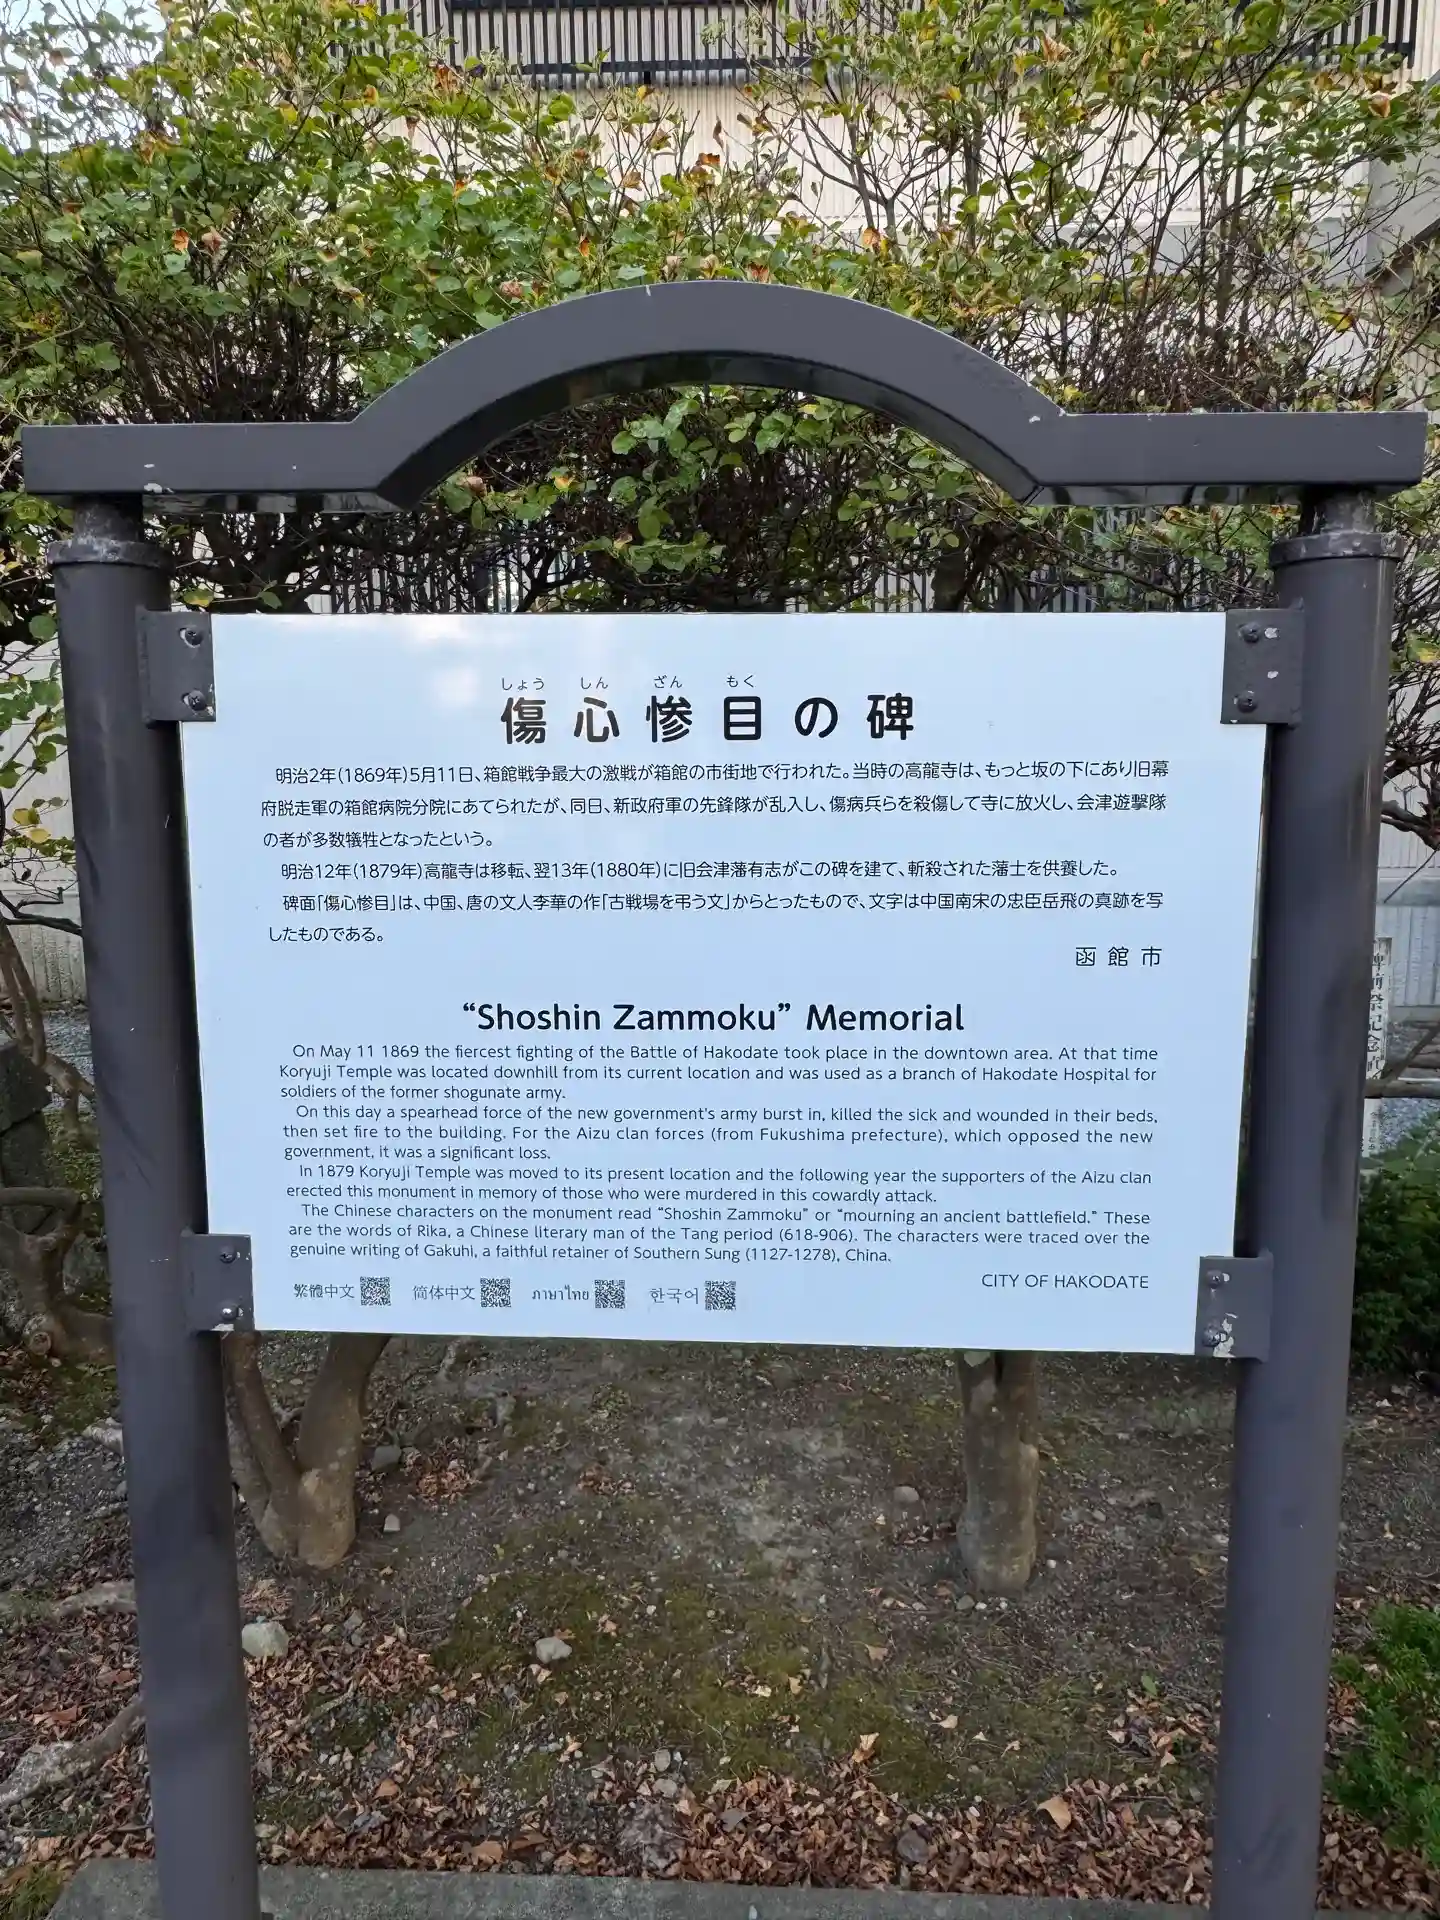 しょう しん ざん もく
傷心惨目の碑
明治2年(1869年)5月11日、箱館戦争最大の激戦が箱館の市街地で行われた。当時の高龍寺は、もっと坂の下にあり旧幕
府脱走軍の箱館病院分院にあてられたが、同日、新政府軍の先鋒隊が乱入し、傷病兵らを殺傷して寺に放火し、会津遊撃隊
の者が多数犠牲となったという。
明治12年(1879年)高龍寺は移転、翌13年(1880年)に旧会津藩有志がこの碑を建て、斬殺された藩士を供養した。
碑面「傷心惨目」は、中国、唐の文人李華の作「古戦場を弔う文」からとったもので、文字は中国南宋の忠臣岳飛の真跡を写
したものである。
函館市
“Shoshin Zammoku” Memorial
On May 11 1869 the fiercest fighting of the Battle of Hakodate took place in the downtown area. At that time
Koryuji Temple was located downhill from its current location and was used as a branch of Hakodate Hospital for
soldiers of the former shogunate army.
On this day a spearhead force of the new government's army burst in, killed the sick and wounded in their beds,
then set fire to the building. For the Aizu clan forces (from Fukushima prefecture), which opposed the new
government, it was a significant loss.
In 1879 Koryuji Temple was moved to its present location and the following year the supporters of the Aizu clan
erected this monument in memory of those who were murdered in this cowardly attack.
The Chinese characters on the monument read “Shoshin Zammoku” or “mourning an ancient battlefield.” These
are the words of Rika, a Chinese literary man of the Tang period (618-906). The characters were traced over the
genuine writing of Gakuhi, a faithful retainer of Southern Sung (1127-1278), China.
CITY OF HAKODATE
繁體中文 简体中文 ภาษาไทย 한국어